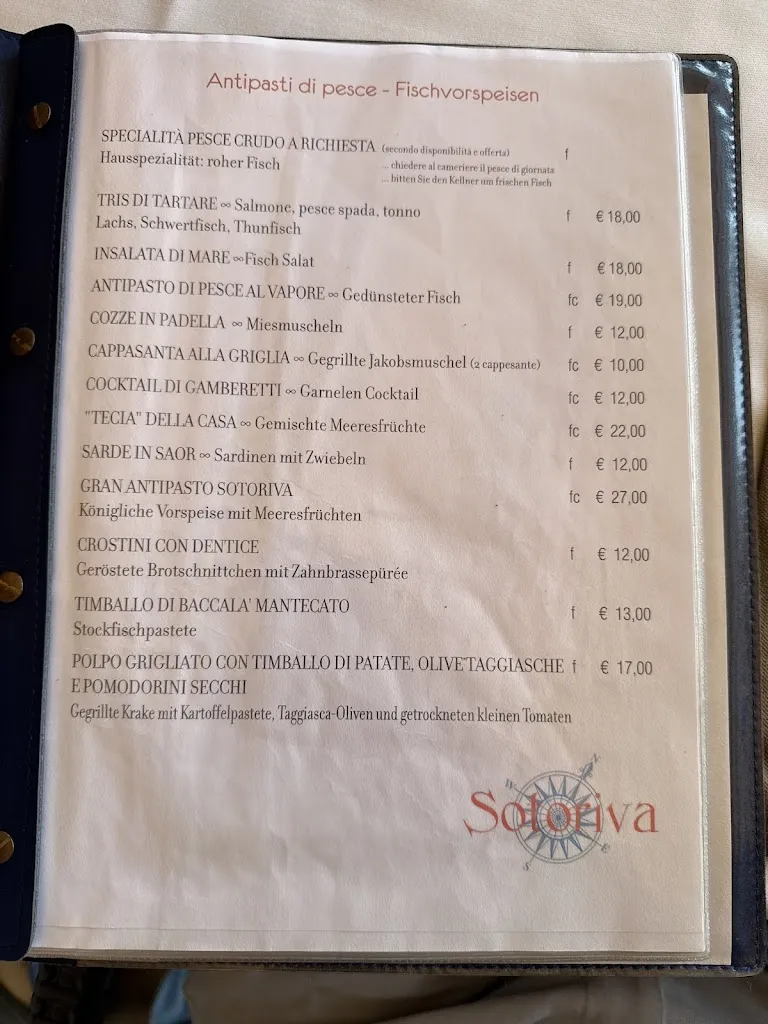 Antipasti di pesce - Fischvorspeisen
SPECIALITÀ PESCE CRUDO A RICHIESTA (secondo disponibilità e offerta) f
Hausspezialität: roher Fisch ... chiedere al cameriere il pesce di giornata
... bitten Sie den Kellner um frischen Fisch
TRIS DI TARTARE ∞ Salmone, pesce spada, tonno f € 18,00
Lachs, Schwertfisch, Thunfisch
INSALATA DI MARE ∞Fisch Salat f € 18,00
ANTIPASTO DI PESCE AL VAPORE ∞ Gedünsteter Fisch fc € 19,00
COZZE IN PADELLA ∞ Miesmuscheln f € 12,00
CAPPASANTA ALLA GRIGLIA ∞ Gegrillte Jakobsmuschel (2 cappesante) fc € 10,00
COCKTAIL DI GAMBERETTI ∞ Garnelen Cocktail fc € 12,00
"TECIA" DELLA CASA ∞ Gemischte Meeresfrüchte fc € 22,00
SARDE IN SAOR ∞ Sardinen mit Zwiebeln f € 12,00
GRAN ANTIPASTO SOTORIVA fc € 27,00
Königliche Vorspeise mit Meeresfrüchten
CROSTINI CON DENTICE f € 12,00
Geröstete Brotschnittchen mit Zahnbrassepürée
TIMBALLO DI BACCALA' MANTECATO f € 13,00
Stockfischpastete
POLPO GRIGLIATO CON TIMBALLO DI PATATE, OLIVE TAGGIASCHE f € 17,00
E POMODORINI SECCHI
Gegrillte Krake mit Kartoffelpastete, Taggiasca-Oliven und getrockneten kleinen Tomaten
N
W
Sotoriva
E
S